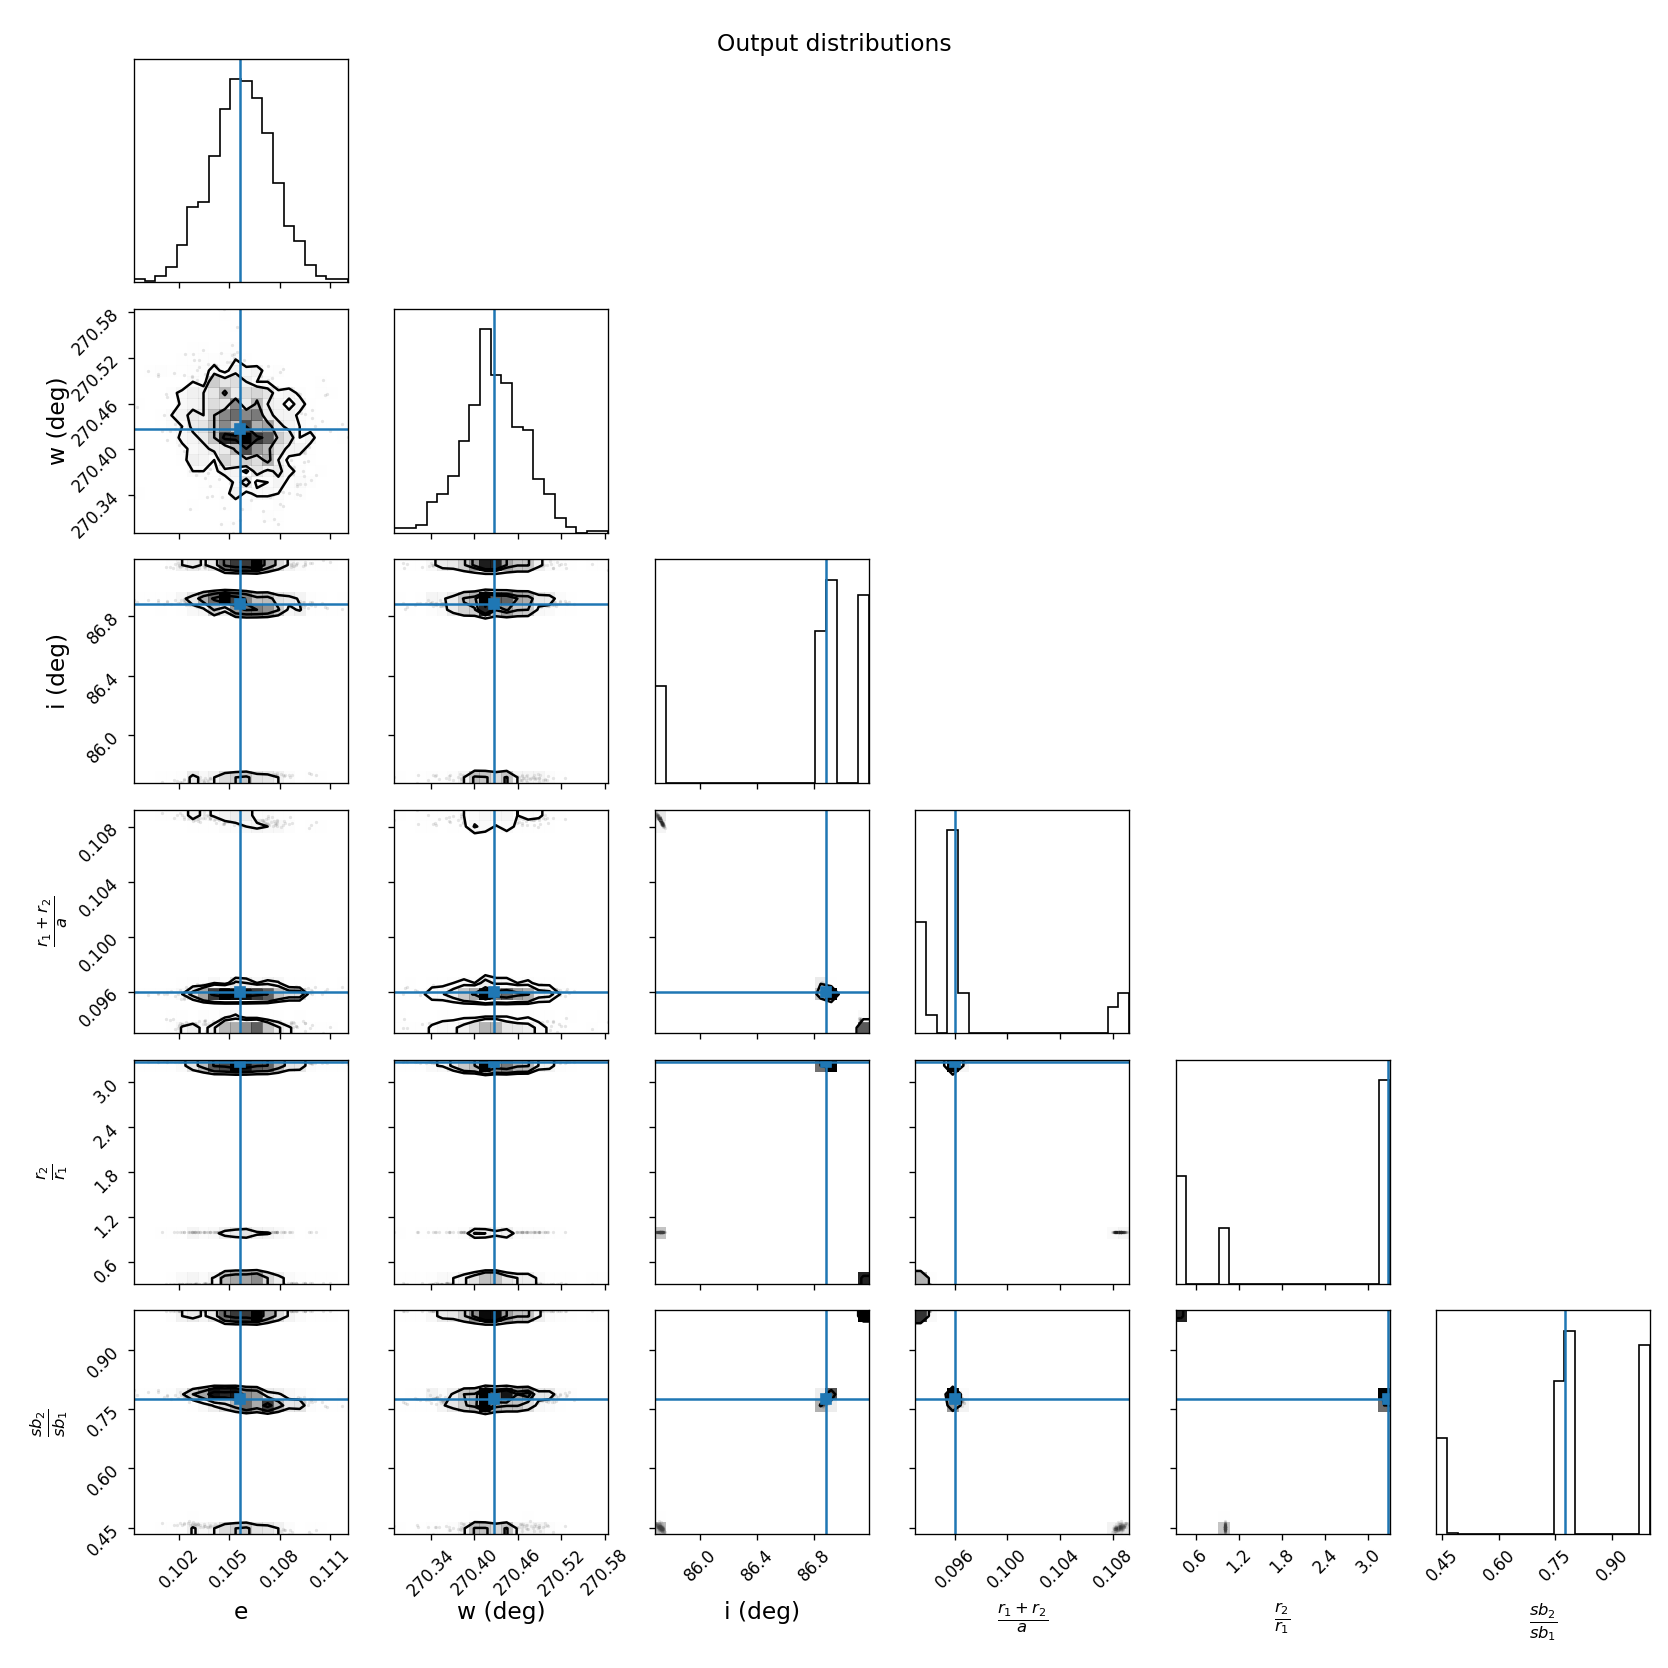 Output distributions
270.58
270.52
270.46
270.40
270.34
w (deg)
86.8
86.4
86.0
i (deg)
0.108
0.104
0.100
0.096
r₁ + r₂
a
3.0
2.4
1.8
1.2
0.6
r₂
r₁
0.90
0.75
0.60
0.45
sb₂
sb₁
0.102 0.105 0.108 0.111
270.34 270.40 270.46 270.52 270.58
86.0 86.4 86.8
0.096 0.100 0.104 0.108
0.6 1.2 1.8 2.4 3.0
0.45 0.60 0.75 0.90
e
w (deg)
i (deg)
r₁ + r₂
a
r₂
r₁
sb₂
sb₁